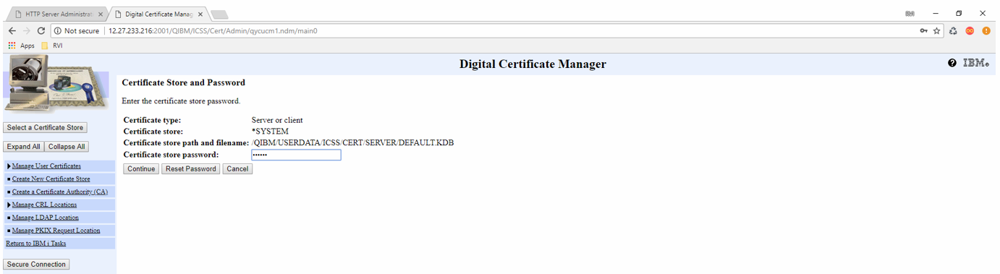 HTTP Server Administrati
Digital Certificate Manag
RVI
Not secure | 12.27.233.216:2001/QIBM/ICSS/Cert/Admin/qycucm1.ndm/main0
Apps RVI
Digital Certificate Manager
IBM®
Certificate Store and Password
Enter the certificate store password.
Certificate type: Server or client
Certificate store: *SYSTEM
Certificate store path and filename: /QIBM/USERDATA/ICSS/CERT/SERVER/DEFAULT.KDB
Certificate store password: ••••••
Continue Reset Password Cancel
Select a Certificate Store
Expand All Collapse All
Manage User Certificates
Create New Certificate Store
Create a Certificate Authority (CA)
Manage CRL Locations
Manage LDAP Location
Manage PKIX Request Location
Return to IBM i Tasks
Secure Connection